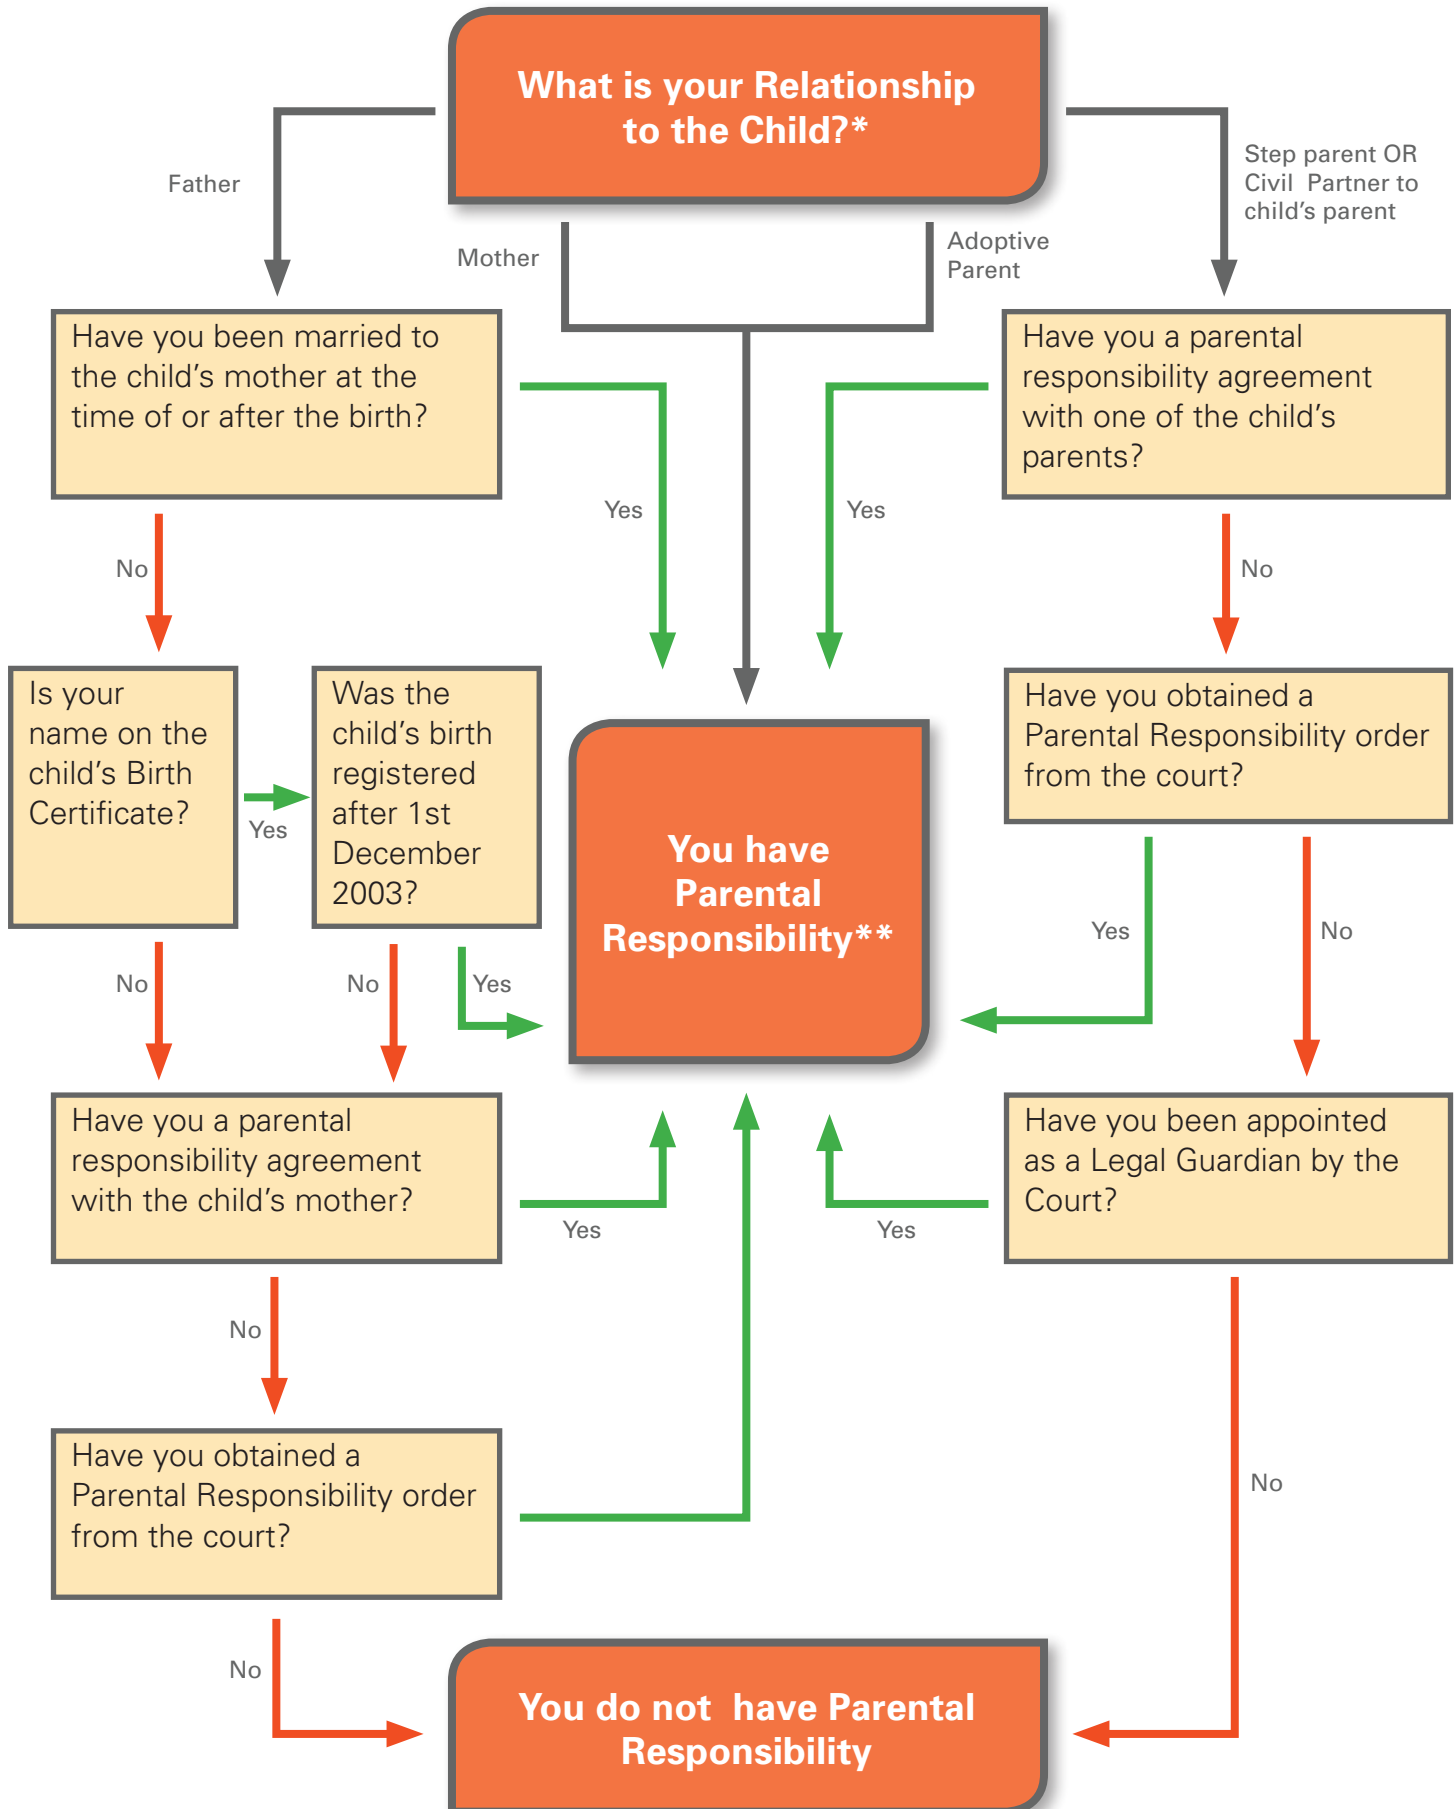 What is your Relationship
to the Child?*
Father
Step parent OR
Civil  Partner to
child's parent
Mother
Adoptive
Parent
Have you been married to
the child's mother at the
time of or after the birth?
Have you a parental
responsibility agreement
with one of the child's
parents?
Yes
Yes
No
No
Is your
name on the
child's Birth
Certificate?
Yes
Was the
child's birth
registered
after 1st
December
2003?
You have
Parental
Responsibility**
Have you obtained a
Parental Responsibility order
from the court?
Yes
No
No
No
Yes
Have you a parental
responsibility agreement
with the child's mother?
Yes
Have you been appointed
as a Legal Guardian by the
Court?
Yes
No
Have you obtained a
Parental Responsibility order
from the court?
No
No
You do not  have Parental
Responsibility